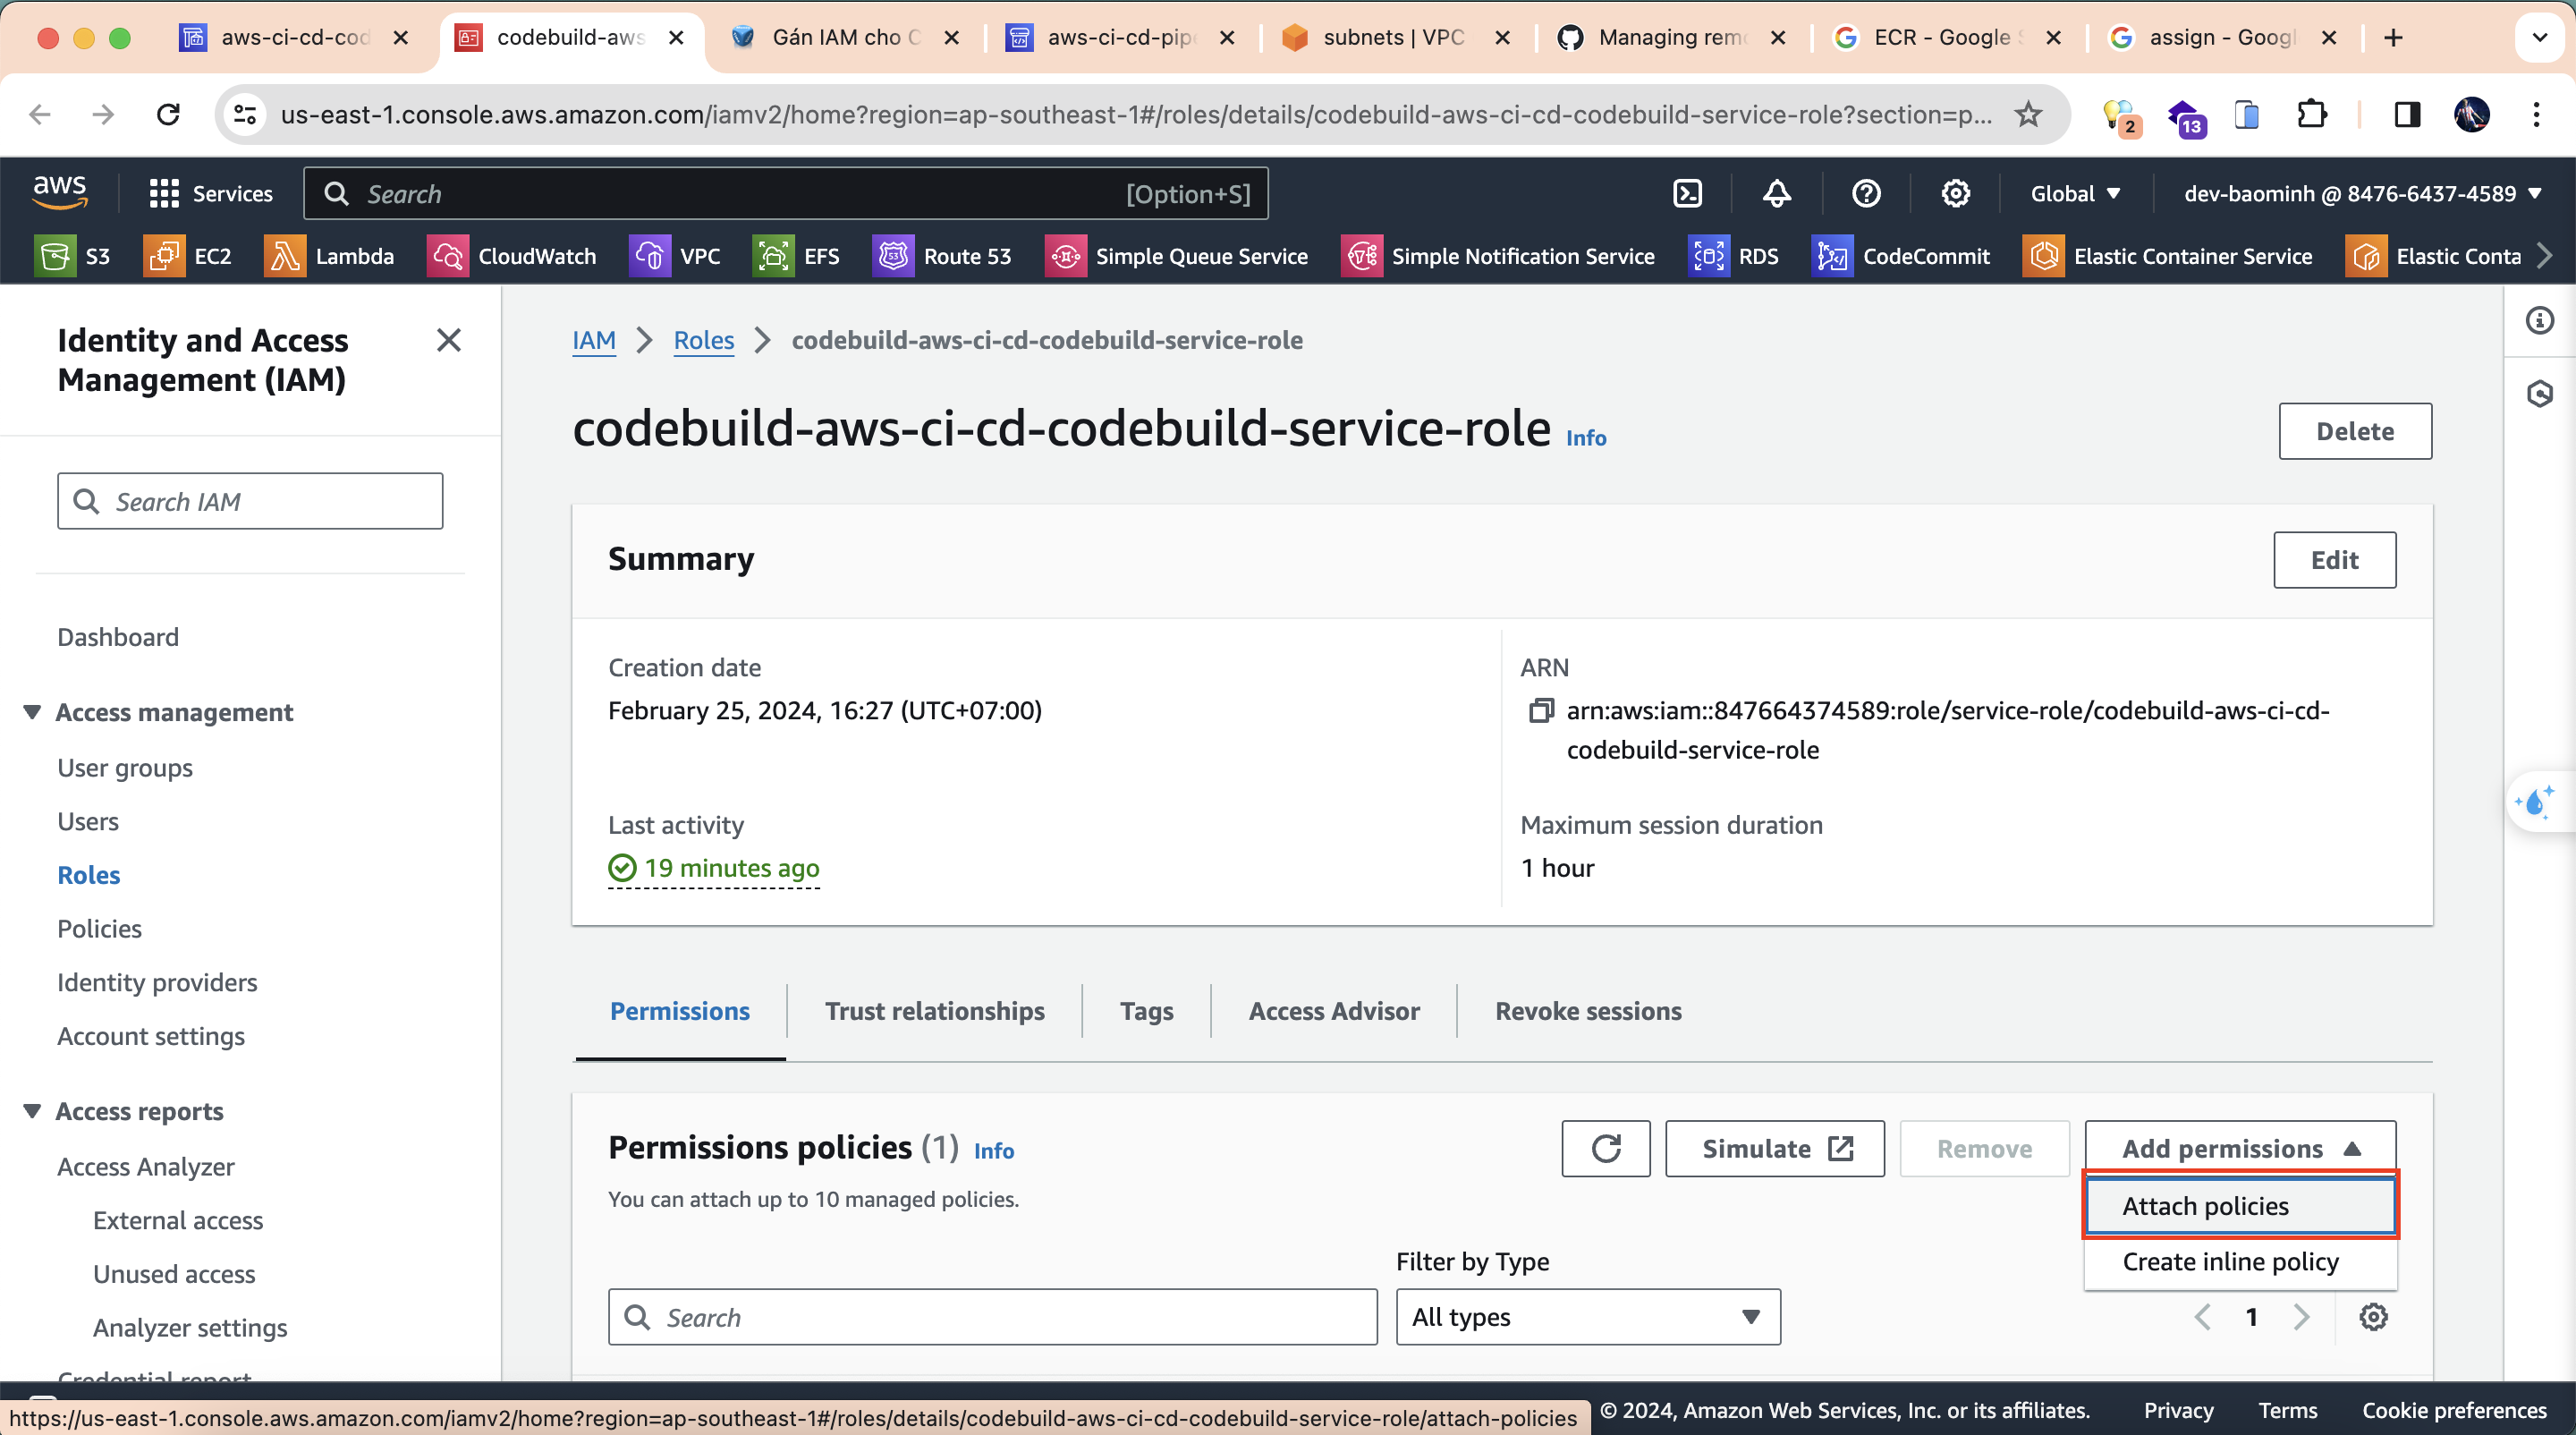 aws-ci-cd-cod
codebuild-aws
Gán IAM cho C
aws-ci-cd-pip
subnets | VPC
Managing rem
ECR - Google S
assign - Googl
us-east-1.console.aws.amazon.com/iamv2/home?region=ap-southeast-1#/roles/details/codebuild-aws-ci-cd-codebuild-service-role?section=p...
2
13
aws
Services
Search
[Option+S]
Global
dev-baominh @ 8476-6437-4589
S3
EC2
Lambda
CloudWatch
VPC
EFS
Route 53
Simple Queue Service
Simple Notification Service
RDS
CodeCommit
Elastic Container Service
Elastic Conta
Identity and Access
Management (IAM)
Search IAM
Dashboard
Access management
User groups
Users
Roles
Policies
Identity providers
Account settings
Access reports
Access Analyzer
External access
Unused access
Analyzer settings
Credential report
IAM
Roles
codebuild-aws-ci-cd-codebuild-service-role
codebuild-aws-ci-cd-codebuild-service-role Info
Delete
Summary
Edit
Creation date
February 25, 2024, 16:27 (UTC+07:00)
ARN
arn:aws:iam::847664374589:role/service-role/codebuild-aws-ci-cd-
codebuild-service-role
Last activity
19 minutes ago
Maximum session duration
1 hour
Permissions
Trust relationships
Tags
Access Advisor
Revoke sessions
Permissions policies (1) Info
You can attach up to 10 managed policies.
Simulate
Remove
Add permissions
Attach policies
Create inline policy
Filter by Type
Search
All types
1
https://us-east-1.console.aws.amazon.com/iamv2/home?region=ap-southeast-1#/roles/details/codebuild-aws-ci-cd-codebuild-service-role/attach-policies
© 2024, Amazon Web Services, Inc. or its affiliates.
Privacy
Terms
Cookie preferences